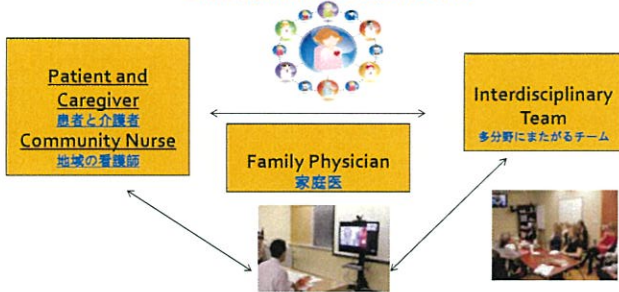 Patient and
Caregiver
患者と介護者
Community Nurse
地域の看護師
Family Physician
家庭医
Interdisciplinary
Team
多分野にまたがるチーム